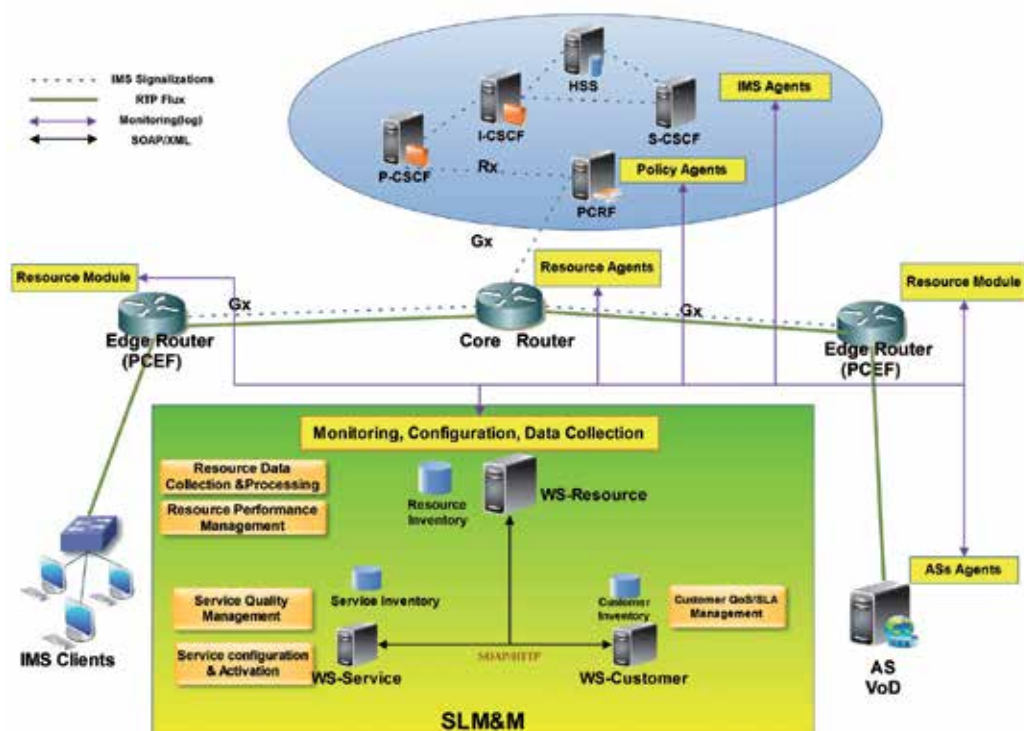 IMS Signalizations
RTP Flux
Monitoring(log)
SOAP/XML
HSS
I-CSCF
S-CSCF
P-CSCF
Rx
PCRF
IMS Agents
Policy Agents
Gx
Resource Module
Resource Agents
Resource Module
Gx
Gx
Edge Router
(PCEF)
Core Router
Edge Router
(PCEF)
Monitoring, Configuration, Data Collection
Resource Data
Collection &Processing
Resource Performance
Management
Resource
Inventory
WS-Resource
Service Quality
Management
Service Inventory
Customer
Inventory
Customer QoS/SLA
Management
Service configuration
& Activation
WS-Service
SOAP/HTTP
WS-Customer
SLM&M
IMS Clients
ASs Agents
AS
VoD